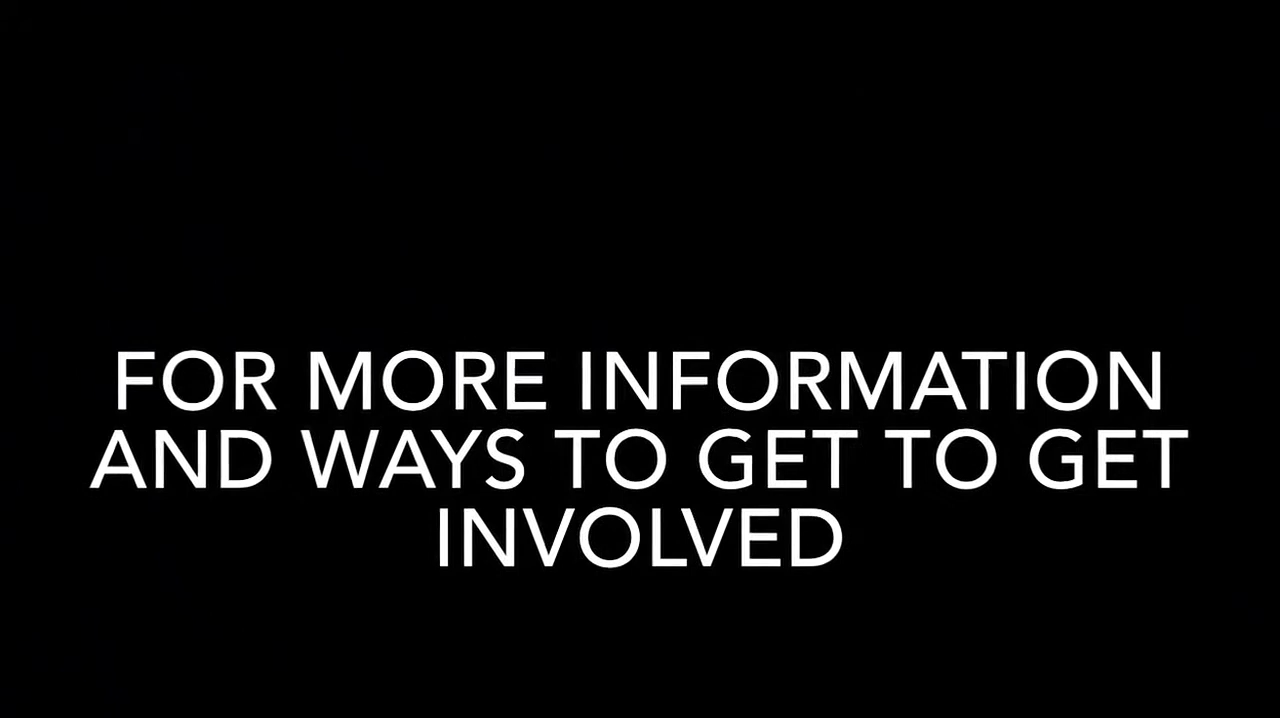 FOR MORE INFORMATION
AND WAYS TO GET TO GET
INVOLVED